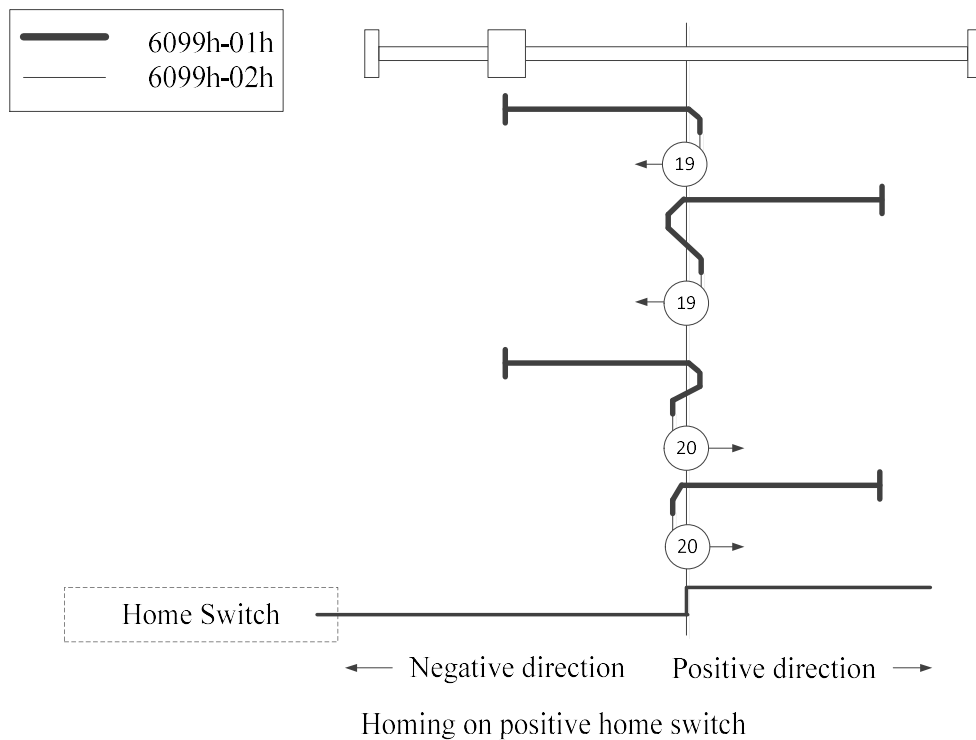 6099h-01h
6099h-02h
19
19
20
20
Home Switch
Negative direction Positive direction
Homing on positive home switch